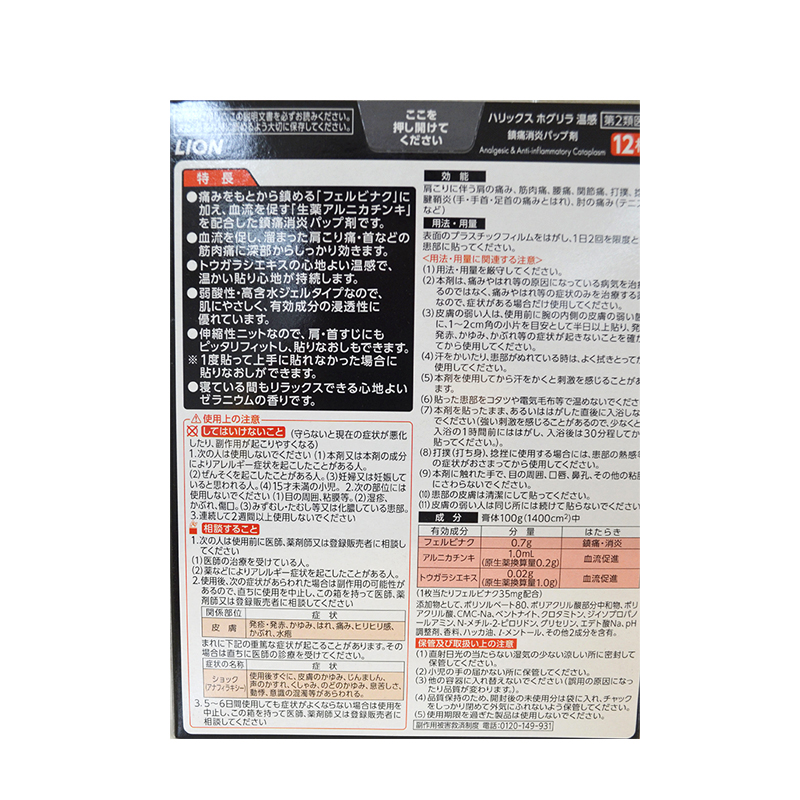 この説明文書を必ずお読みください。
読めるよう大切に保存してください。
ここを
押し開けて
ください
ハリックス ホグリラ 温感
第2類医
鎮痛消炎パップ剤
Analgesic & Anti-inflammatory Cataplasm
12枚
LION
特長
●痛みをもとから鎮める「フェルビナク」に
加え、血流を促す「生薬アルニカチンキ」
を配合した鎮痛消炎パップ剤です。
●血流を促し、溜まった肩こり痛・首などの
筋肉痛に深部からしっかり効きます。
●トウガラシエキスの心地よい温感で、
温かい貼り心が持続します。
●弱酸性・高含水ジェルタイプなので、
肌にやさしく、有効成分の浸透性に
優れています。
●伸縮性ニットなので、肩・首すじにも
ピッタリフィットし、貼りなおしもできます。
※1度貼って上手に貼れなかった場合に
貼りなおしができます。
●寝ている間もリラックスできる心地よい
ゼラニウムの香りです。
使用上の注意
してはいけないこと (守らないと現在の症状が悪化
したり、副作用が起こりやすくなる)
1.次の人は使用しないでください (1)本剤又は本剤の成分
によりアレルギー症状を起こしたことがある人。
(2)ぜんそくを起こしたことがある人。(3)妊婦又は妊娠して
いると思われる人。(4)15才未満の小児。2.次の部位には
使用しないでください (1)目の周囲、粘膜等。(2)湿疹、
かぶれ、傷口。(3)みずむし・たむし等又は化膿している患部。
3.連続して2週間以上使用しないでください
相談すること
1.次の人は使用前に医師、薬剤師又は登録販売者に相談し
てください
(1)医師の治療を受けている人。
(2)薬などによりアレルギー症状を起こしたことがある人。
2.使用後、次の症状があらわれた場合は副作用の可能性が
あるので、直ちに使用を中止し、この箱を持って医師、薬
剤師又は登録販売者に相談してください
関係部位 症状
皮膚 発疹・発赤、かゆみ、はれ、痛み、ヒリヒリ感、
かぶれ、水疱
まれに下記の重篤な症状が起こることがあります。その
場合は直ちに医師の診療を受けてください。
症状の名称 症状
ショック
(アナフィラキシー)
使用後すぐに、皮膚のかゆみ、じんましん、
声のかすれ、くしゃみ、のどのかゆみ、息苦しさ、
動悸、意識の混濁等があらわれる。
3.5～6日間使用しても症状がよくならない場合は使用を
中止し、この箱を持って医師、薬剤師又は登録販売者に
相談してください
効能
肩こりに伴う肩の痛み、筋肉痛、腰痛、関節痛、打撲、捻
腱鞘炎(手・手首・足首の痛みとはれ)、肘の痛み(テニス
など)
用法・用量
表面のプラスチックフィルムをはがし、1日2回を限度と
患部に貼ってください。
<用法・用量に関連する注意>
(1)用法・用量を厳守してください。
(2)本剤は、痛みやはれ等の原因になっている病気を治
るのではなく、痛みやはれ等の症状のみを治療する
なので、症状がある場合だけ使用してください。
(3)皮膚の弱い人は、使用前に腕の内側の皮膚の弱い箇
に、1～2cm角の小片を目安として半日以上貼り、発
発赤、かゆみ、かぶれ等の症状が起きないことを確か
てから使用してください。
(4)汗をかいたり、患部がぬれている時は、よく拭きとって
使用してください。
(5)本剤を使用してから汗をかくと刺激を感じることがあ
ます。
(6)貼った患部をコタツや電気毛布等で温めないでくださ
(7)本剤を貼ったまま、あるいははがした直後に入浴しな
でください(強い刺激を感じることがあるので、少なくと
入浴の1時間前にははがし、入浴後は30分してか
貼ってください。)。
(8)打撲(打ち身)、捻挫に使用する場合には、患部の熱感等
の症状がおさまってから使用してください。
(9)本剤に触れた手で、目の周囲、口唇、鼻孔、その他の粘
にさわらないでください。
(10)患部の皮膚は清潔にして貼ってください。
(11)皮膚の弱い人は同じ所には続けて貼らないでください
成分 膏体100g(1400cm²)中
有効成分 分量 はたらき
フェルビナク 0.7g 鎮痛・消炎
アルニカチンキ 1.0mL
(原生薬換算量0.2g) 血流促進
トウガラシエキス 0.02g
(原生薬換算量1.0g) 血流促進
(1枚当たりフェルビナク35mg配合)
添加物として、ポリソルベート80、ポリアクリル酸部分中和物、ポリア
クリル酸、CMC-Na、ベントナイト、クロタミトン、ジイソプロパノ
ールアミン、N-メチル-2-ピロリドン、グリセリン、エデト酸Na、pH
調整剤、香料、ハッカ油、l-メントール、その他2成分を含有。
保管及び取扱い上の注意
(1)直射日光の当たらない湿気の少ない涼しい所に密封して
保管してください。
(2)小児の手の届かない所に保管してください。
(3)他の容器に入れ替えないでください(誤用の原因になっ
たり品質が変わります。)。
(4)品質保持のため、開封後の未使用分は袋に入れ、チャック
をしっかり閉めて外気にふれないよう保管してください。
(5)使用期限を過ぎた製品は使用しないでください。
副作用被害救済制度 電話:0120-149-931